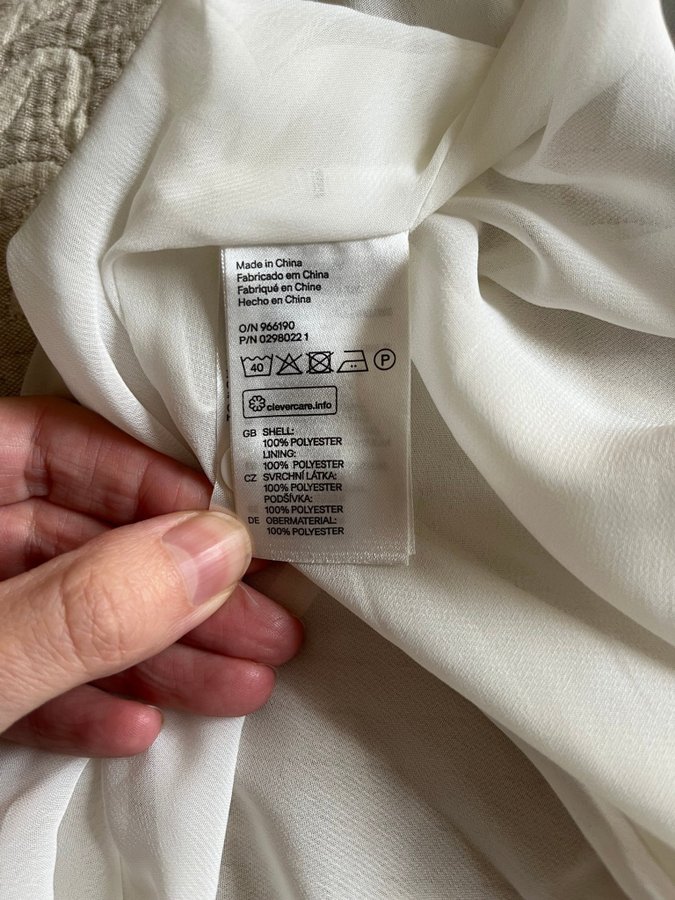 Made in China
Fabricado em China
Fabriqué en Chine
Hecho en China
O/N 966190
P/N 0298022 1
40 P
clevercare.info
GB SHELL:
100% POLYESTER
LINING:
100% POLYESTER
CZ SVRCHNÍ LÁTKA:
100% POLYESTER
PODŠÍVKA:
100% POLYESTER
DE OBERMATERIAL:
100% POLYESTER